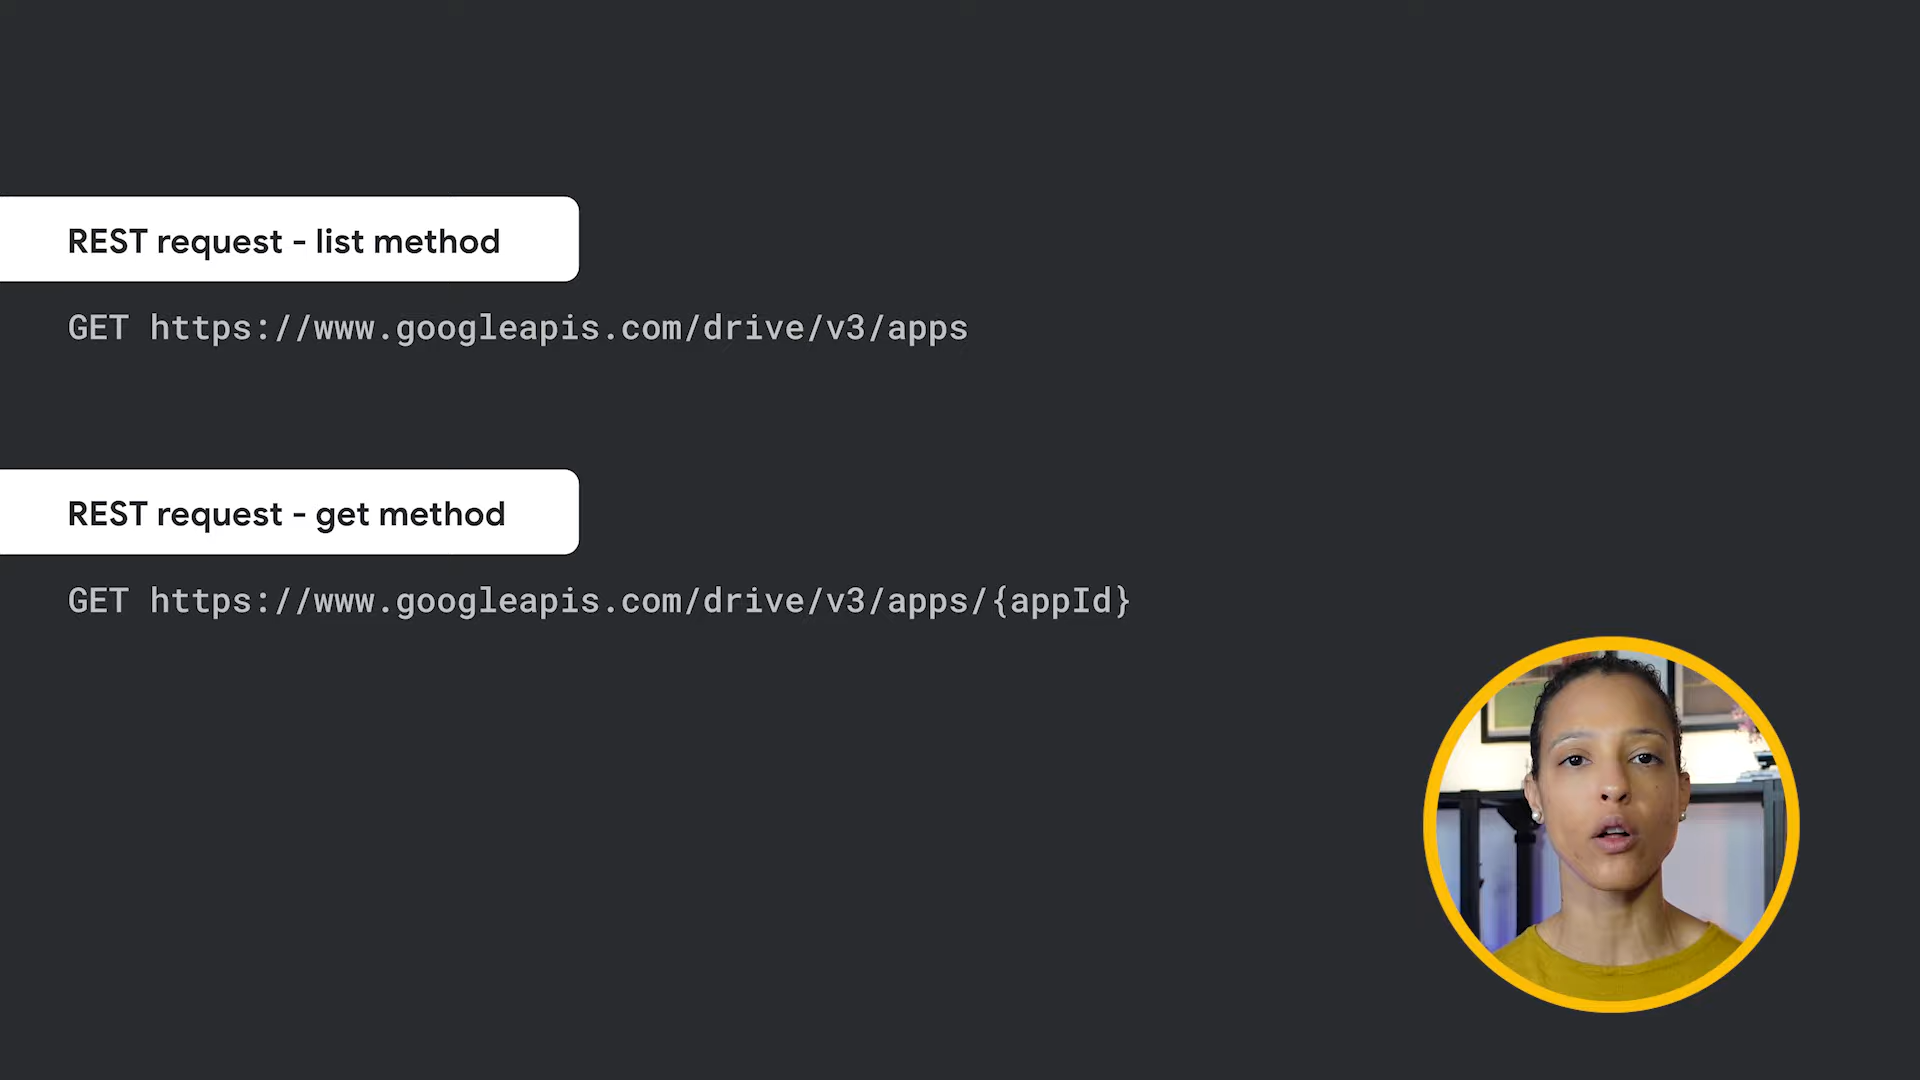 REST request - list method
GET https://www.googleapis.com/drive/v3/apps
REST request - get method
GET https://www.googleapis.com/drive/v3/apps/{appId}